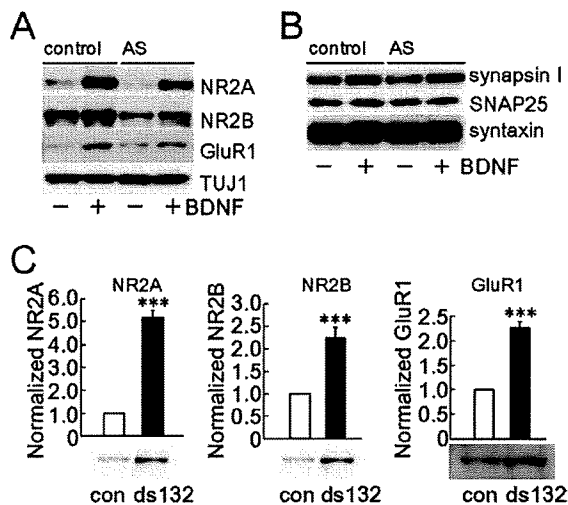 A
control AS
NR2A
NR2B
GluR1
TUJ1
− + − + BDNF
B
control AS
synapsin I
SNAP25
syntaxin
− + − + BDNF
C
NR2A
Normalized NR2A
6.0
5.0
4.0
3.0
2.0
1.0
0
***
con ds132
NR2B
Normalized NR2B
3.0
2.5
2.0
1.5
1.0
0.5
0
***
con ds132
GluR1
Normalized GluR1
2.5
2.0
1.5
1.0
0.5
0
***
con ds132